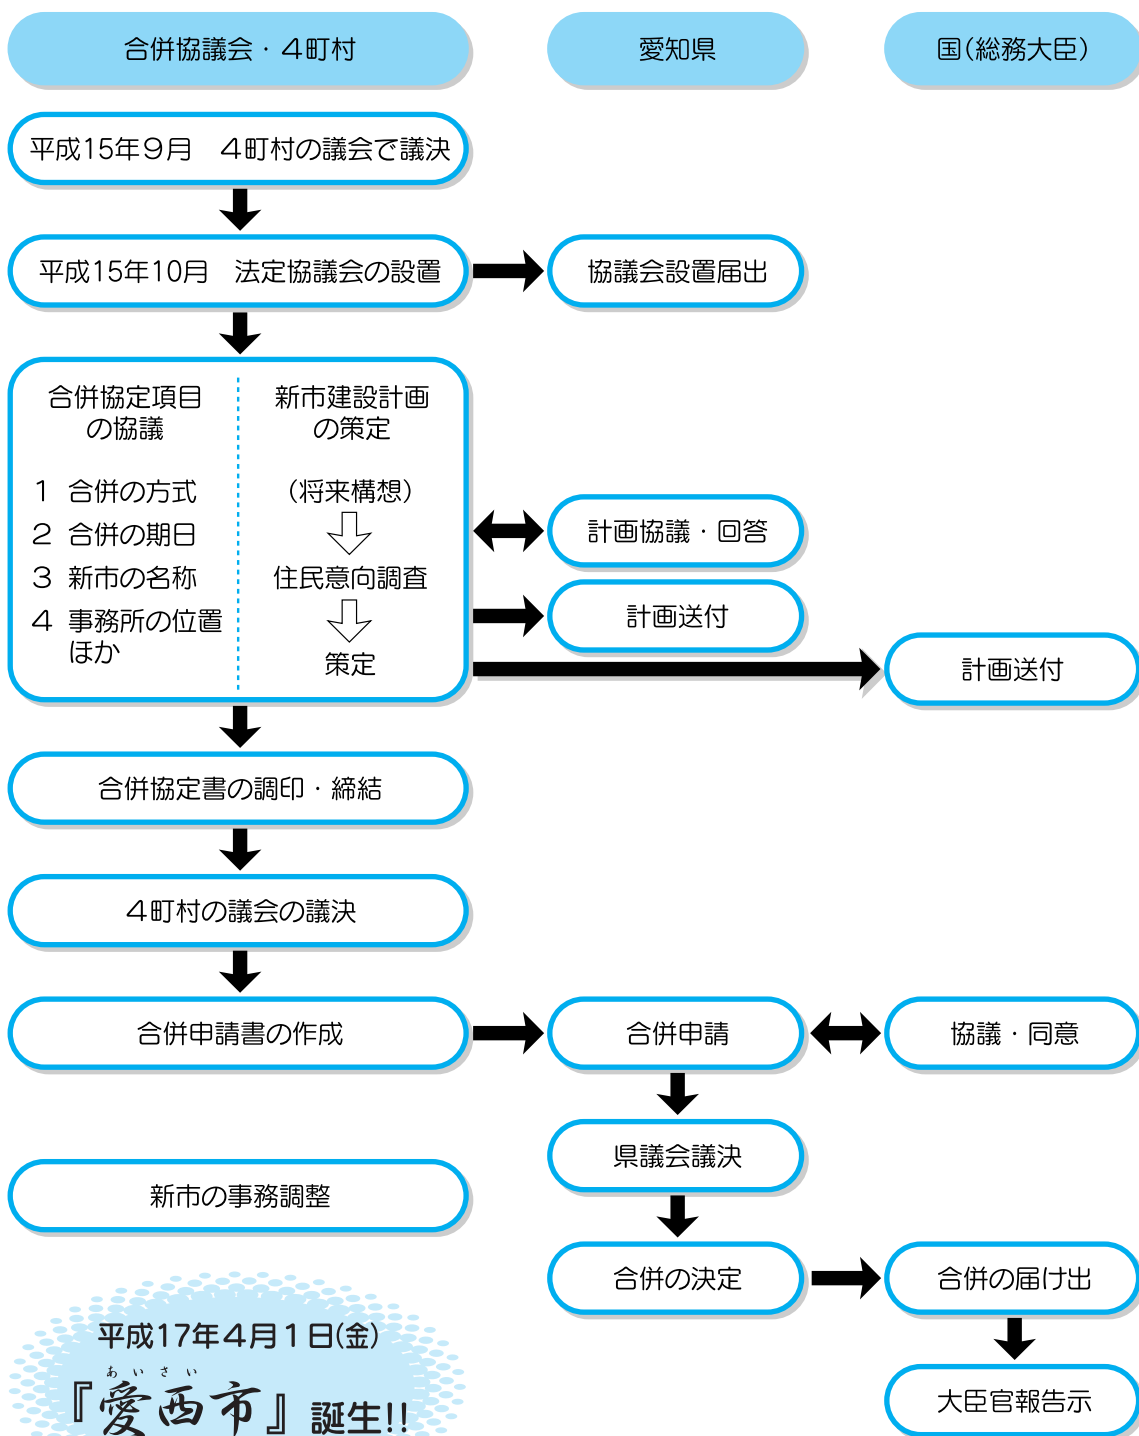 合併協議会・４町村
愛知県
国(総務大臣)
平成15年９月　４町村の議会で議決
平成15年10月　法定協議会の設置
協議会設置届出
合併協定項目
の協議
1 合併の方式
2 合併の期日
3 新市の名称
4 事務所の位置
ほか
新市建設計画
の策定
(将来構想)
住民意向調査
策定
計画協議・回答
計画送付
計画送付
合併協定書の調印・締結
４町村の議会の議決
合併申請書の作成
合併申請
協議・同意
県議会議決
新市の事務調整
合併の決定
合併の届け出
大臣官報告示
平成17年４月１日(金)
あいさい
『愛西市』誕生!!